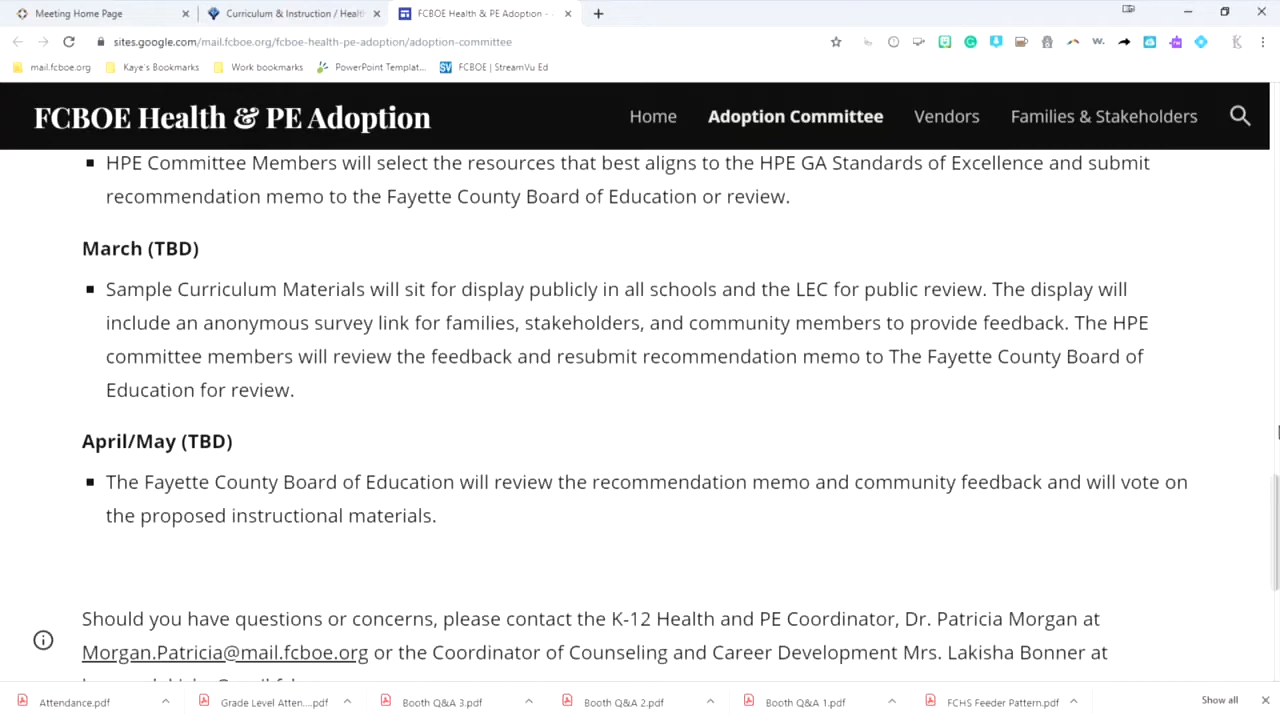 Meeting Home Page
Curriculum & Instruction / Healt
FCBOE Health & PE Adoption -
sites.google.com/mail.fcboe.org/fcboe-health-pe-adoption/adoption-committee
mail.fcboe.org
Kaye's Bookmarks
Work bookmarks
PowerPoint Templat...
SV FCBOE | StreamVu Ed
FCBOE Health & PE Adoption
Home
Adoption Committee
Vendors
Families & Stakeholders
HPE Committee Members will select the resources that best aligns to the HPE GA Standards of Excellence and submit
recommendation memo to the Fayette County Board of Education or review.
March (TBD)
Sample Curriculum Materials will sit for display publicly in all schools and the LEC for public review. The display will
include an anonymous survey link for families, stakeholders, and community members to provide feedback. The HPE
committee members will review the feedback and resubmit recommendation memo to The Fayette County Board of
Education for review.
April/May (TBD)
The Fayette County Board of Education will review the recommendation memo and community feedback and will vote on
the proposed instructional materials.
Should you have questions or concerns, please contact the K-12 Health and PE Coordinator, Dr. Patricia Morgan at
Morgan.Patricia@mail.fcboe.org or the Coordinator of Counseling and Career Development Mrs. Lakisha Bonner at
Attendance.pdf
Grade Level Atten....pdf
Booth Q&A 3.pdf
Booth Q&A 2.pdf
Booth Q&A 1.pdf
FCHS Feeder Pattern.pdf
Show all